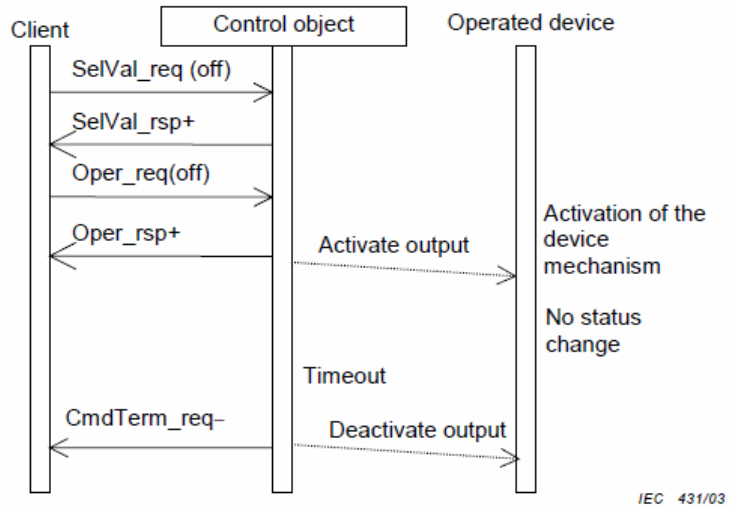 Client
Control object
Operated device
SelVal_req (off)
SelVal_rsp+
Oper_req(off)
Oper_rsp+
Activate output
Activation of the
device
mechanism
No status
change
Timeout
CmdTerm_req−
Deactivate output
IEC 431/03